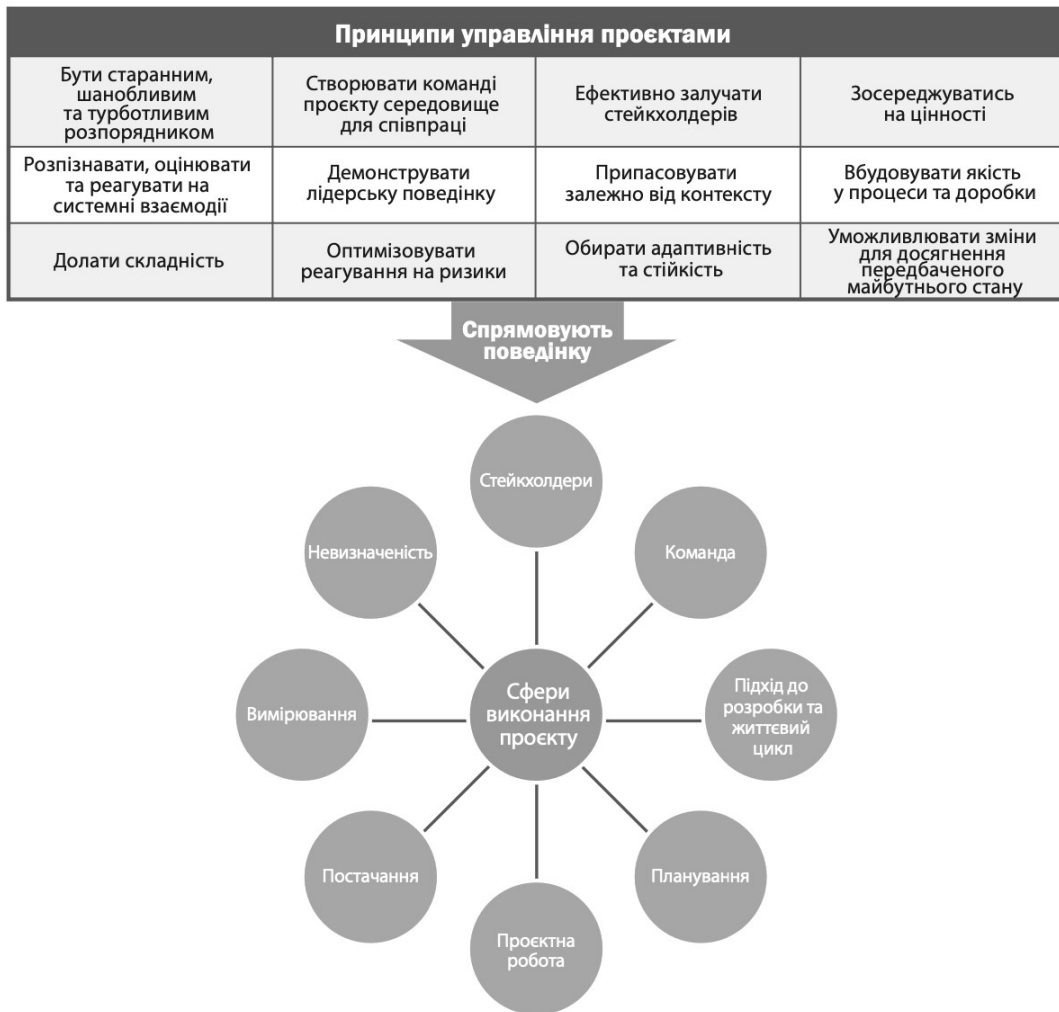 Принципи управління проєктами
Бути старанним,
шанобливим
та турботливим
розпорядником
Створювати команді
проєкту середовище
для співпраці
Ефективно залучати
стейкхолдерів
Зосереджуватись
на цінності
Розпізнавати, оцінювати
та реагувати на
системні взаємодії
Демонструвати
лідерську поведінку
Припасовувати
залежно від контексту
Вбудовувати якість
у процеси та доробки
Долати складність
Оптимізовувати
реагування на ризики
Обирати адаптивність
та стійкість
Уможливлювати зміни
для досягнення
передбаченого
майбутнього стану
Спрямовують
поведінку
Стейкхолдери
Невизначеність
Команда
Сфери
виконання
проєкту
Вимірювання
Підхід до
розробки та
життєвий
цикл
Постачання
Планування
Проєктна
робота